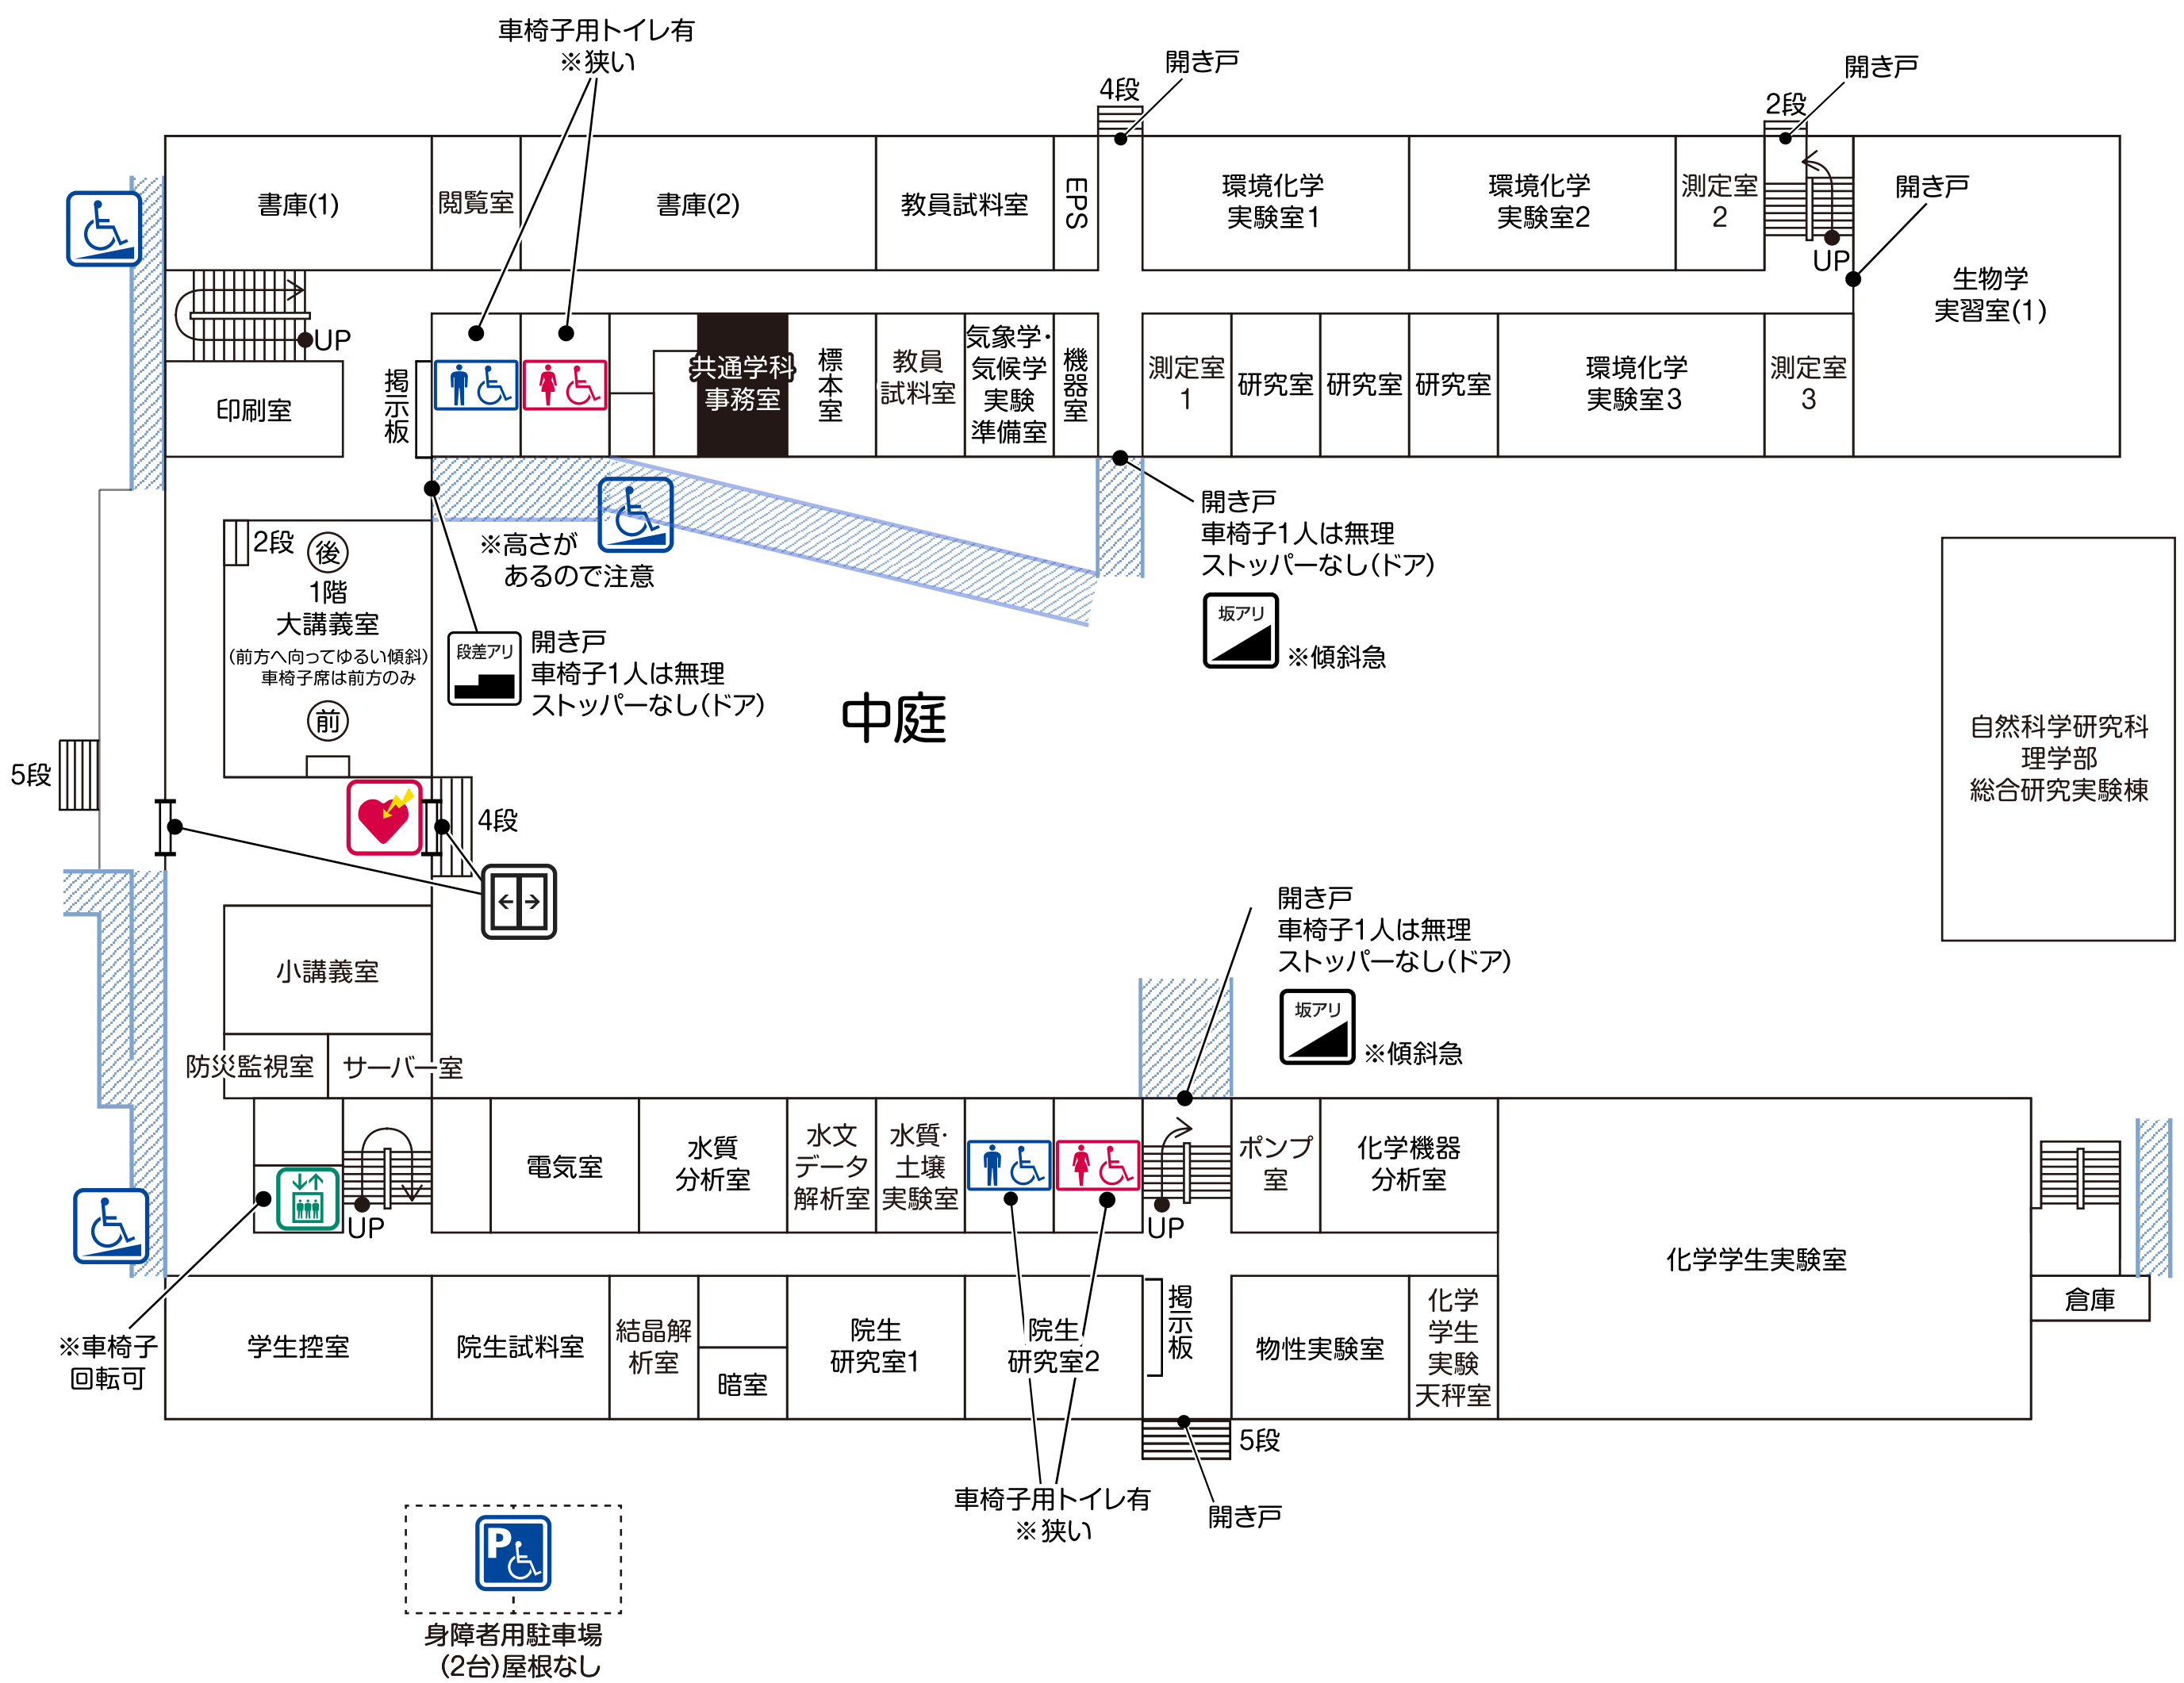 車椅子用トイレ有
※狭い
開き戸
4段
開き戸
2段
開き戸
書庫(1)
閲覧室
書庫(2)
教員試料室
EPS
環境化学
実験室1
環境化学
実験室2
測定室
2
UP
生物学
実習室(1)
UP
印刷室
掲示板
共通学科
事務室
標本室
教員
試料室
気象学・
気候学
実験
準備室
機器室
測定室
1
研究室
研究室
研究室
環境化学
実験室3
測定室
3
2段
後
1階
大講義室
(前方へ向ってゆるい傾斜)
車椅子席は前方のみ
前
※高さが
あるので注意
段差アリ
開き戸
車椅子1人は無理
ストッパーなし(ドア)
開き戸
車椅子1人は無理
ストッパーなし(ドア)
坂アリ
※傾斜急
中庭
自然科学研究科
理学部
総合研究実験棟
5段
4段
小講義室
防災監視室
サーバー室
開き戸
車椅子1人は無理
ストッパーなし(ドア)
坂アリ
※傾斜急
UP
電気室
水質
分析室
水文
データ
解析室
水質・
土壌
実験室
UP
ポンプ
室
化学機器
分析室
化学学生実験室
倉庫
※車椅子
回転可
学生控室
院生試料室
結晶解
析室
暗室
院生
研究室1
院生
研究室2
掲示板
物性実験室
化学
学生
実験
天秤室
5段
車椅子用トイレ有
※狭い
開き戸
P
身障者用駐車場
(2台)屋根なし